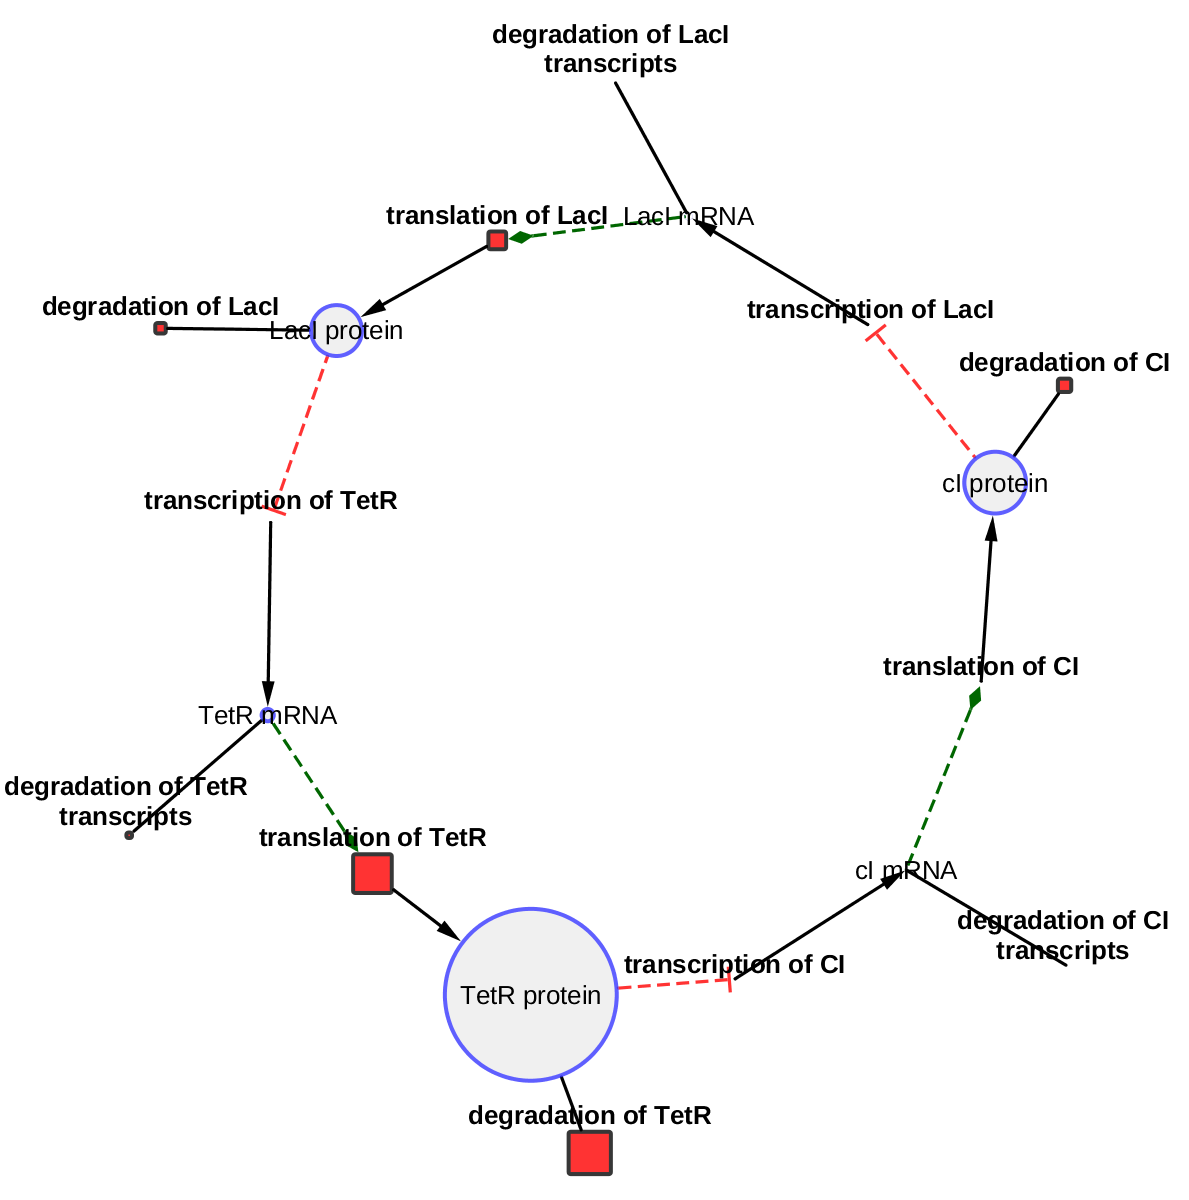 degradation of LacI
transcripts
translation of LacI
LacI mRNA
degradation of LacI
LacI protein
transcription of LacI
degradation of CI
cI protein
transcription of TetR
translation of CI
TetR mRNA
degradation of TetR
transcripts
translation of TetR
cI mRNA
degradation of CI
transcripts
transcription of CI
TetR protein
degradation of TetR